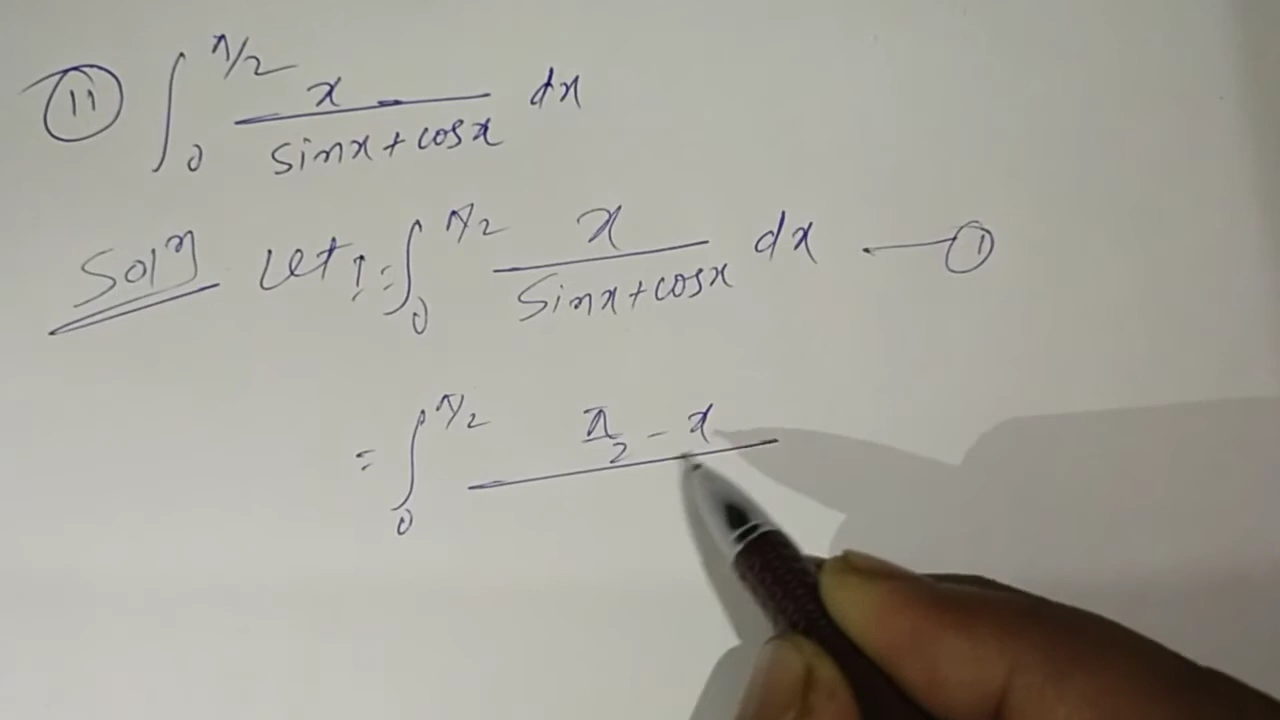 (11) ∫₀^{π/2} x / (sinx + cosx) dx
Sol^n Let I = ∫₀^{π/2} x / (sinx + cosx) dx — (1)
= ∫₀^{π/2} π/2 - x